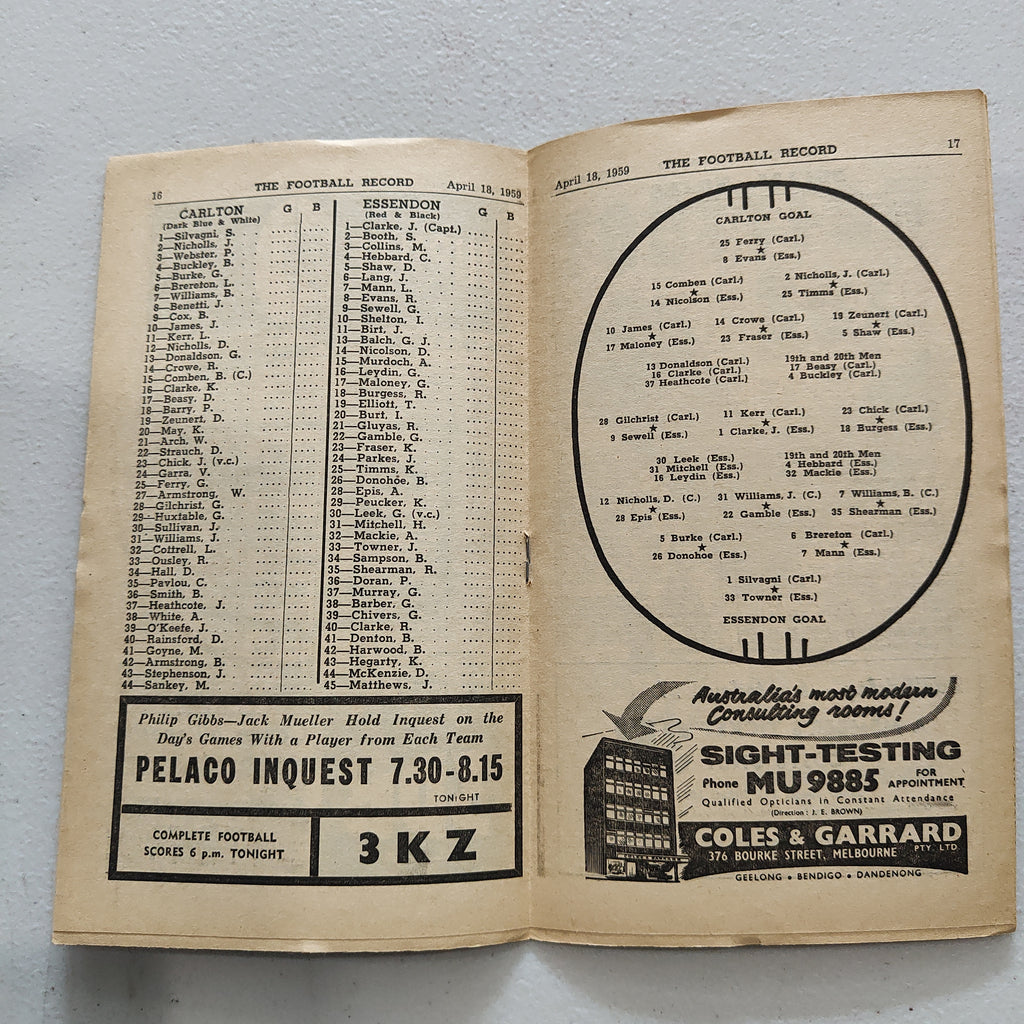 16 THE FOOTBALL RECORD April 18, 1959
CARLTON G B
(Dark Blue & White)
1—Silvagni, S.
2—Nicholls, J.
3—Webster, P.
4—Buckley, B.
5—Burke, G.
6—Brereton, L.
7—Williams, B.
8—Benetti, J.
9—Cox, B.
10—James, J.
11—Kerr, L.
12—Nicholls, D.
13—Donaldson, G.
14—Crowe, R.
15—Comben, B. (C.)
16—Clarke, K.
17—Beasy, D.
18—Barry, P.
19—Zeunert, D.
20—May, K.
21—Arch, W.
22—Strauch, D.
23—Chick, J. (v.c.)
24—Garra, V.
25—Ferry, G.
27—Armstrong, W.
28—Gilchrist, G.
29—Huxtable, G.
30—Sullivan, J.
31—Williams, J.
32—Cottrell, L.
33—Ousley, R.
34—Hall, D.
35—Pavlou, C.
36—Smith, B.
37—Heathcote, J.
38—White, A.
39—O'Keefe, J.
40—Rainsford, D.
41—Goyne, M.
42—Armstrong, B.
43—Stephenson, J.
44—Sankey, M.
ESSENDON G B
(Red & Black)
1—Clarke, J. (Capt.)
2—Booth, S.
3—Collins, M.
4—Hebbard, C.
5—Shaw, D.
6—Lang, J.
7—Mann, L.
8—Evans, R.
9—Sewell, G.
10—Shelton, I.
11—Birt, J.
13—Balch, G. J.
14—Nicolson, D.
15—Murdoch, A.
16—Leydin, G.
17—Maloney, G.
18—Burgess, R.
19—Elliott, T.
20—Burt, I.
21—Gluyas, R.
22—Gamble, G.
23—Fraser, K.
24—Parkes, J.
25—Timms, K.
26—Donohoe, B.
28—Epis, A.
29—Peucker, K.
30—Leek, G. (v.c.)
31—Mitchell, H.
32—Mackie, A.
33—Towner, J.
34—Sampson, B.
35—Shearman, R.
36—Doran, P.
37—Murray, G.
38—Barber, G.
39—Chivers, G.
40—Clarke, R.
41—Denton, B.
42—Harwood, B.
43—Hegarty, K.
44—McKenzie, D.
45—Matthews, J.
Philip Gibbs—Jack Mueller Hold Inquest on the
Day's Games With a Player from Each Team
PELACO INQUEST 7.30-8.15
TONIGHT
COMPLETE FOOTBALL
SCORES 6 p.m. TONIGHT
3KZ
April 18, 1959 THE FOOTBALL RECORD 17
CARLTON GOAL
25 Ferry (Carl.)
8 Evans (Ess.)
15 Comben (Carl.) 2 Nicholls, J. (Carl.)
14 Nicolson (Ess.) 25 Timms (Ess.)
10 James (Carl.) 14 Crowe (Carl.) 19 Zeunert (Carl.)
17 Maloney (Ess.) 23 Fraser (Ess.) 5 Shaw (Ess.)
13 Donaldson (Carl.) 19th and 20th Men
16 Clarke (Carl.) 17 Beasy (Carl.)
37 Heathcote (Carl.) 4 Buckley (Carl.)
28 Gilchrist (Carl.) 11 Kerr (Carl.) 23 Chick (Carl.)
9 Sewell (Ess.) 1 Clarke, J. (Ess.) 18 Burgess (Ess.)
30 Leek (Ess.) 19th and 20th Men
31 Mitchell (Ess.) 4 Hebbard (Ess.)
16 Leydin (Ess.) 32 Mackie (Ess.)
12 Nicholls, D. (C.) 31 Williams, J. (C.) 7 Williams, B. (C.)
28 Epis (Ess.) 22 Gamble (Ess.) 35 Shearman (Ess.)
5 Burke (Carl.) 6 Brereton (Carl.)
26 Donohoe (Ess.) 7 Mann (Ess.)
1 Silvagni (Carl.)
33 Towner (Ess.)
ESSENDON GOAL
Australia's most modern
Consulting rooms!
SIGHT-TESTING
Phone MU 9885 FOR APPOINTMENT
Qualified Opticians in Constant Attendance
(Direction: J. E. BROWN)
COLES & GARRARD PTY. LTD
376 BOURKE STREET, MELBOURNE
GEELONG • BENDIGO • DANDENONG